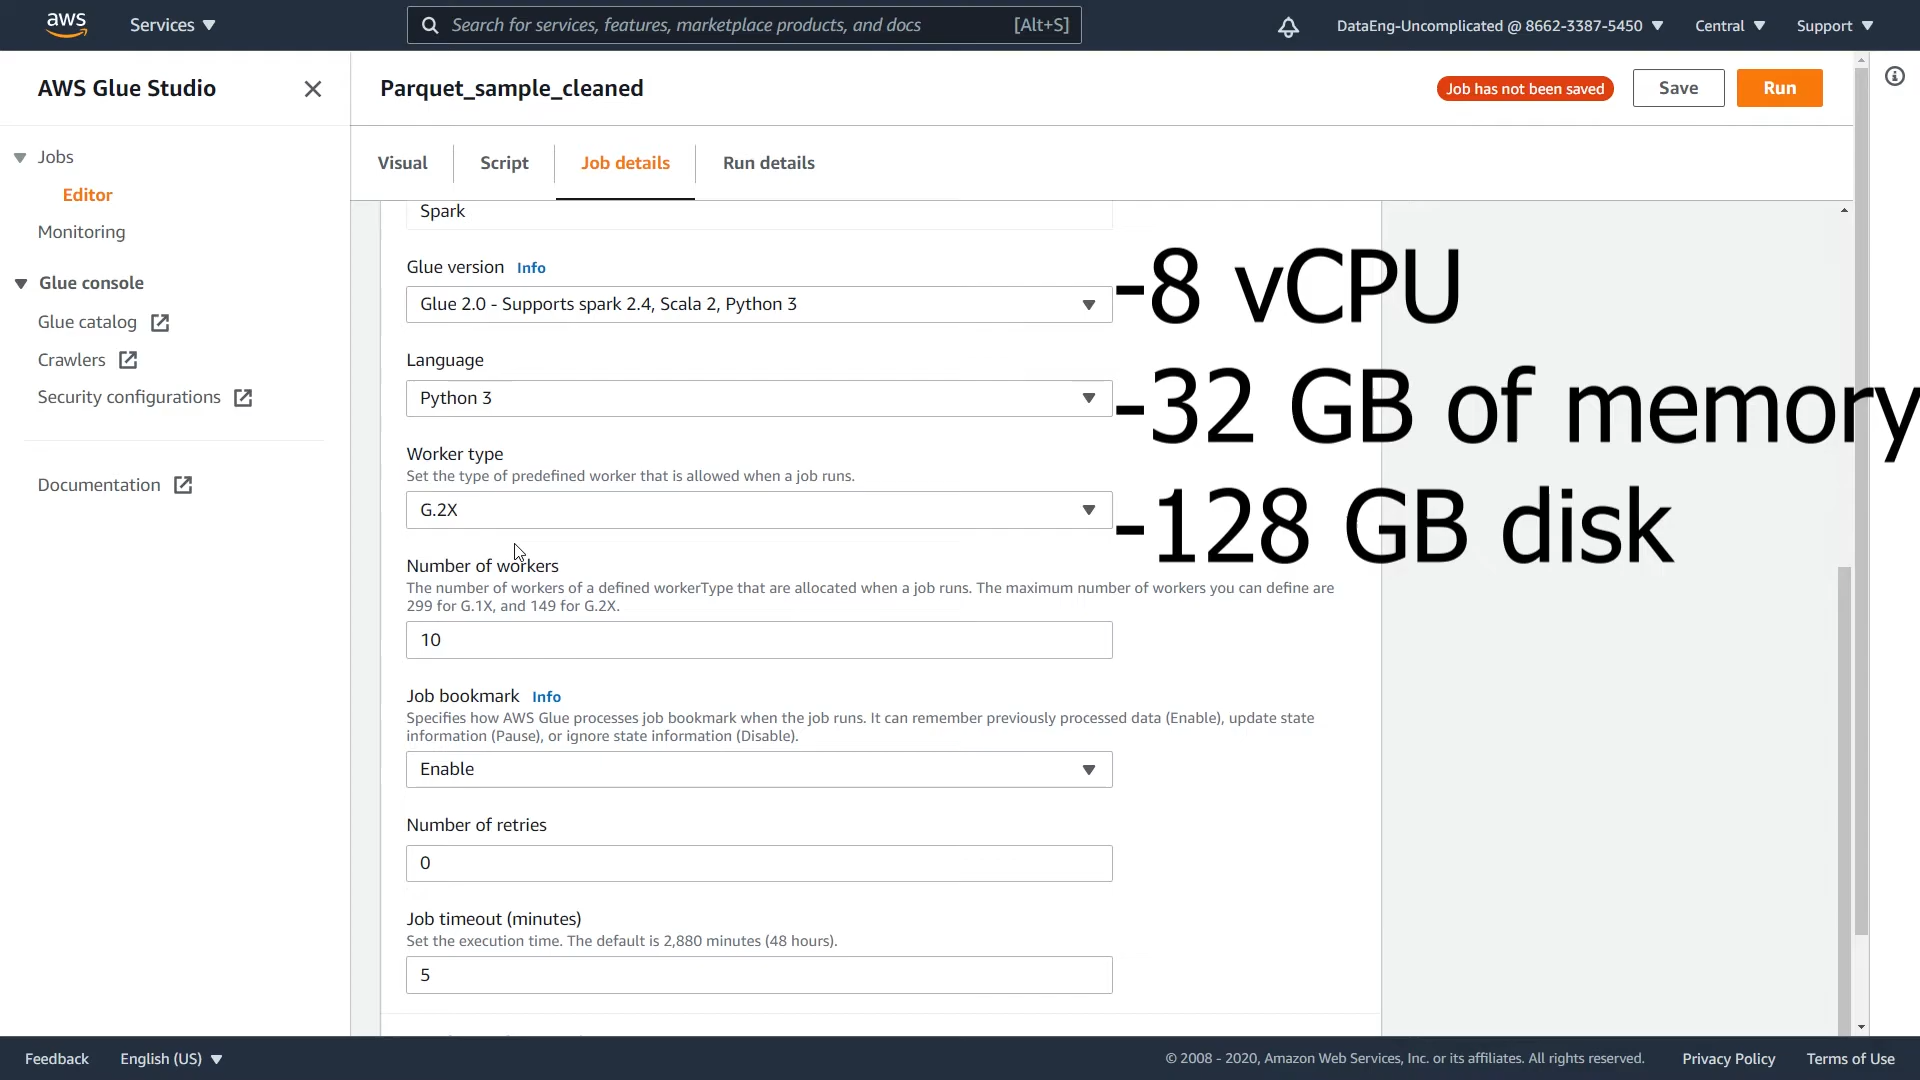 aws
Services
Search for services, features, marketplace products, and docs
[Alt+S]
DataEng-Uncomplicated @ 8662-3387-5450
Central
Support
AWS Glue Studio
Parquet_sample_cleaned
Job has not been saved
Save
Run
Jobs
Editor
Monitoring
Glue console
Glue catalog
Crawlers
Security configurations
Documentation
Visual
Script
Job details
Run details
Spark
Glue version Info
Glue 2.0 - Supports spark 2.4, Scala 2, Python 3
Language
Python 3
Worker type
Set the type of predefined worker that is allowed when a job runs.
G.2X
Number of workers
The number of workers of a defined workerType that are allocated when a job runs. The maximum number of workers you can define are
299 for G.1X, and 149 for G.2X.
10
Job bookmark Info
Specifies how AWS Glue processes job bookmark when the job runs. It can remember previously processed data (Enable), update state
information (Pause), or ignore state information (Disable).
Enable
Number of retries
0
Job timeout (minutes)
Set the execution time. The default is 2,880 minutes (48 hours).
5
-8 vCPU
-32 GB of memory
-128 GB disk
Feedback
English (US)
© 2008 - 2020, Amazon Web Services, Inc. or its affiliates. All rights reserved.
Privacy Policy
Terms of Use